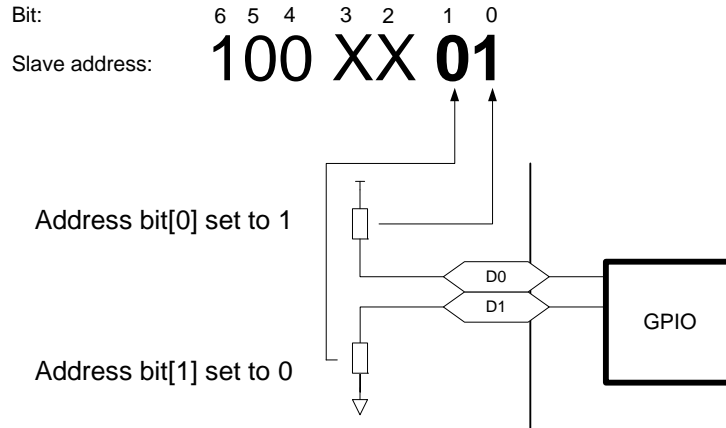 Bit: 6 5 4 3 2 1 0
Slave address: 100 XX 01
Address bit[0] set to 1
D0
D1
GPIO
Address bit[1] set to 0